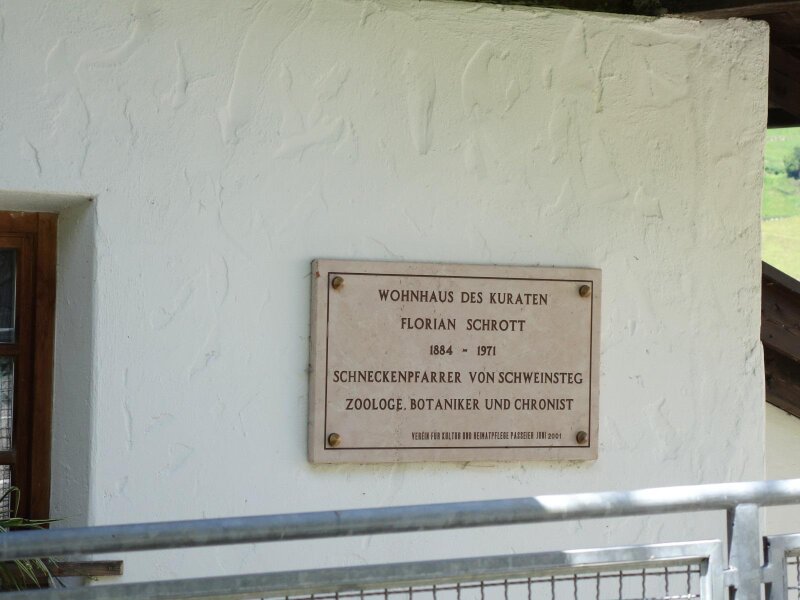 WOHNHAUS DES KURATEN
FLORIAN SCHROTT
1884 - 1971
SCHNECKENPFARRER VON SCHWEINSTEG
ZOOLOGE, BOTANIKER UND CHRONIST
VEREIN FÜR KULTUR UND HEIMATPFLEGE PASSEIER JUNI 2001